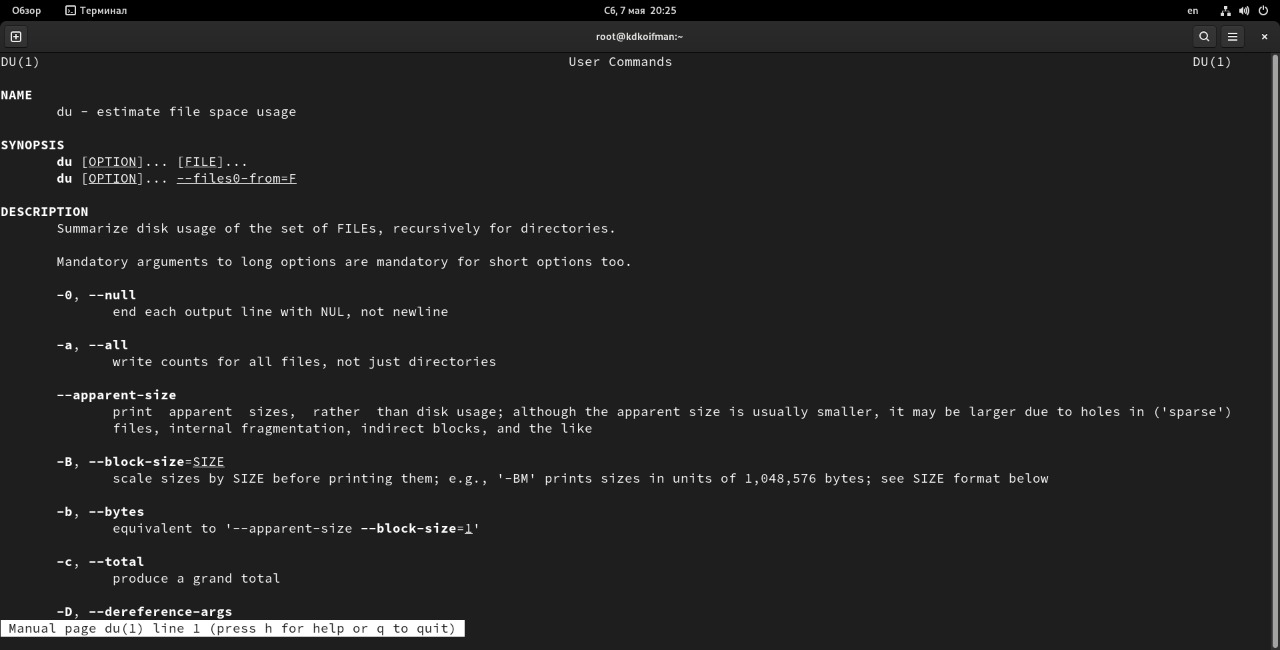 Обзор Терминал Сб, 7 мая 20:25 en
root@kdkoifman:~
DU(1) User Commands DU(1)
NAME
du - estimate file space usage
SYNOPSIS
du [OPTION]... [FILE]...
du [OPTION]... --files0-from=F
DESCRIPTION
Summarize disk usage of the set of FILEs, recursively for directories.
Mandatory arguments to long options are mandatory for short options too.
-0, --null
end each output line with NUL, not newline
-a, --all
write counts for all files, not just directories
--apparent-size
print apparent sizes, rather than disk usage; although the apparent size is usually smaller, it may be larger due to holes in ('sparse')
files, internal fragmentation, indirect blocks, and the like
-B, --block-size=SIZE
scale sizes by SIZE before printing them; e.g., '-BM' prints sizes in units of 1,048,576 bytes; see SIZE format below
-b, --bytes
equivalent to '--apparent-size --block-size=1'
-c, --total
produce a grand total
-D, --dereference-args
Manual page du(1) line 1 (press h for help or q to quit)